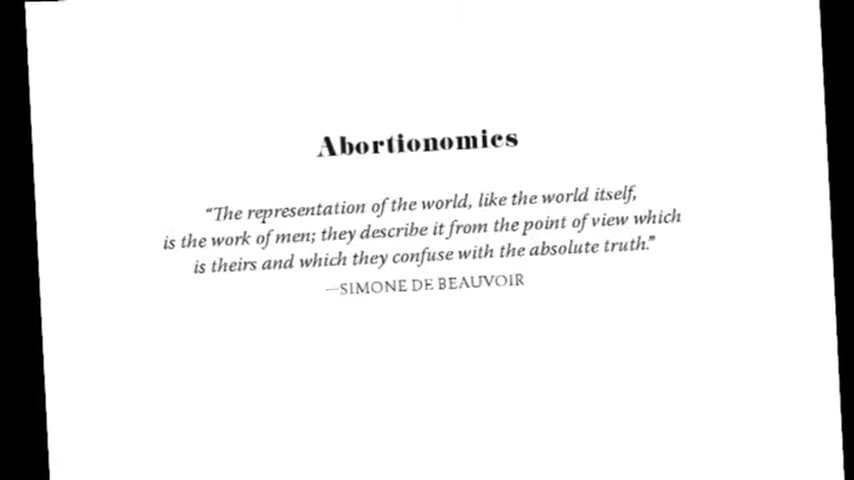 Abortionomics
“The representation of the world, like the world itself,
is the work of men; they describe it from the point of view which
is theirs and which they confuse with the absolute truth.”
—SIMONE DE BEAUVOIR